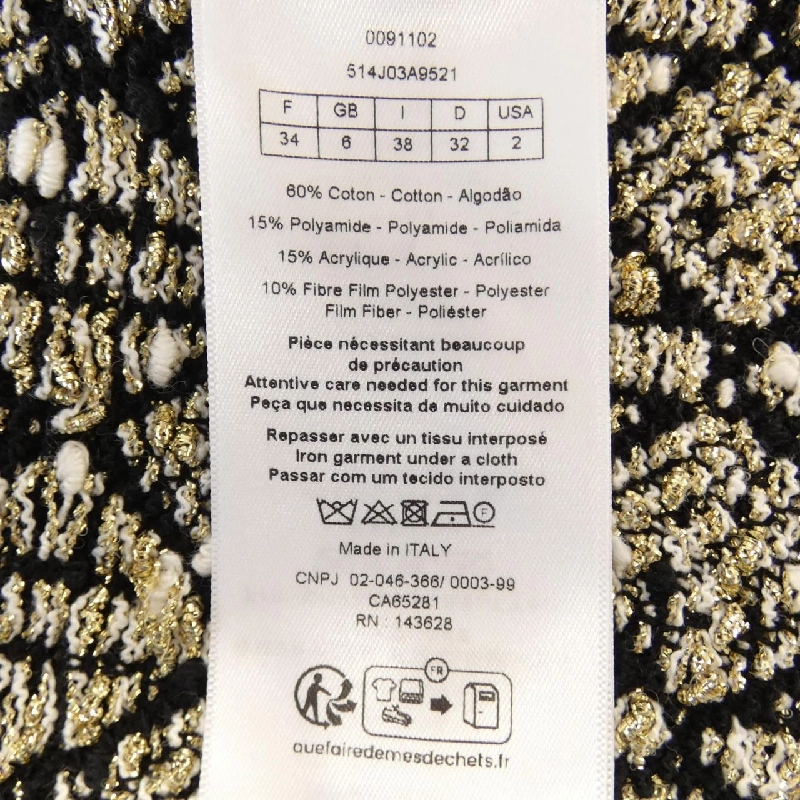 0091102
514J03A9521
F GB I D USA
34 6 38 32 2
60% Coton - Cotton - Algodão
15% Polyamide - Polyamide - Poliamida
15% Acrylique - Acrylic - Acrílico
10% Fibre Film Polyester - Polyester
Film Fiber - Poliéster
Pièce nécessitant beaucoup
de précaution
Attentive care needed for this garment
Peça que necessita de muito cuidado
Repasser avec un tissu interposé
Iron garment under a cloth
Passar com um tecido interposto
F
Made in ITALY
CNPJ 02-046-366/ 0003-99
CA65281
RN : 143628
FR
quefairedemesdechets.fr